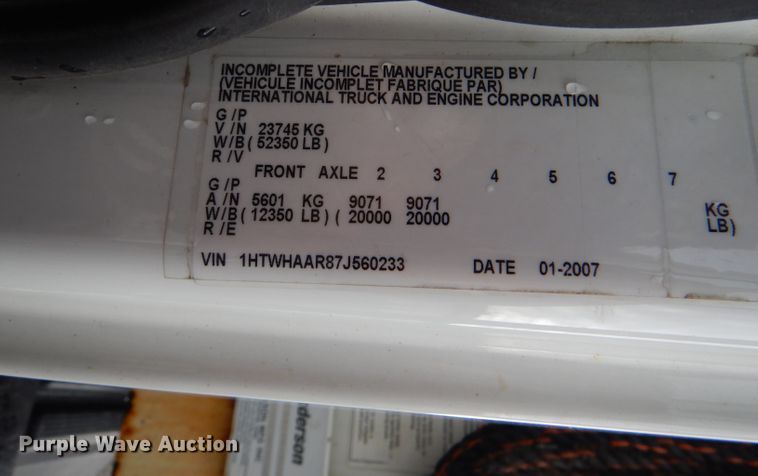 INCOMPLETE VEHICLE MANUFACTURED BY /
(VEHICULE INCOMPLET FABRIQUE PAR)
INTERNATIONAL TRUCK AND ENGINE CORPORATION
G /P
V / N 23745 KG
W/B ( 52350 LB )
R / V
FRONT AXLE 2 3 4 5 6 7
G /P
A / N 5601 KG 9071 9071 KG
W/B ( 12350 LB ) ( 20000 20000 LB)
R / E
VIN 1HTWHAAR87J560233 DATE 01-2007
nderson
Purple Wave Auction